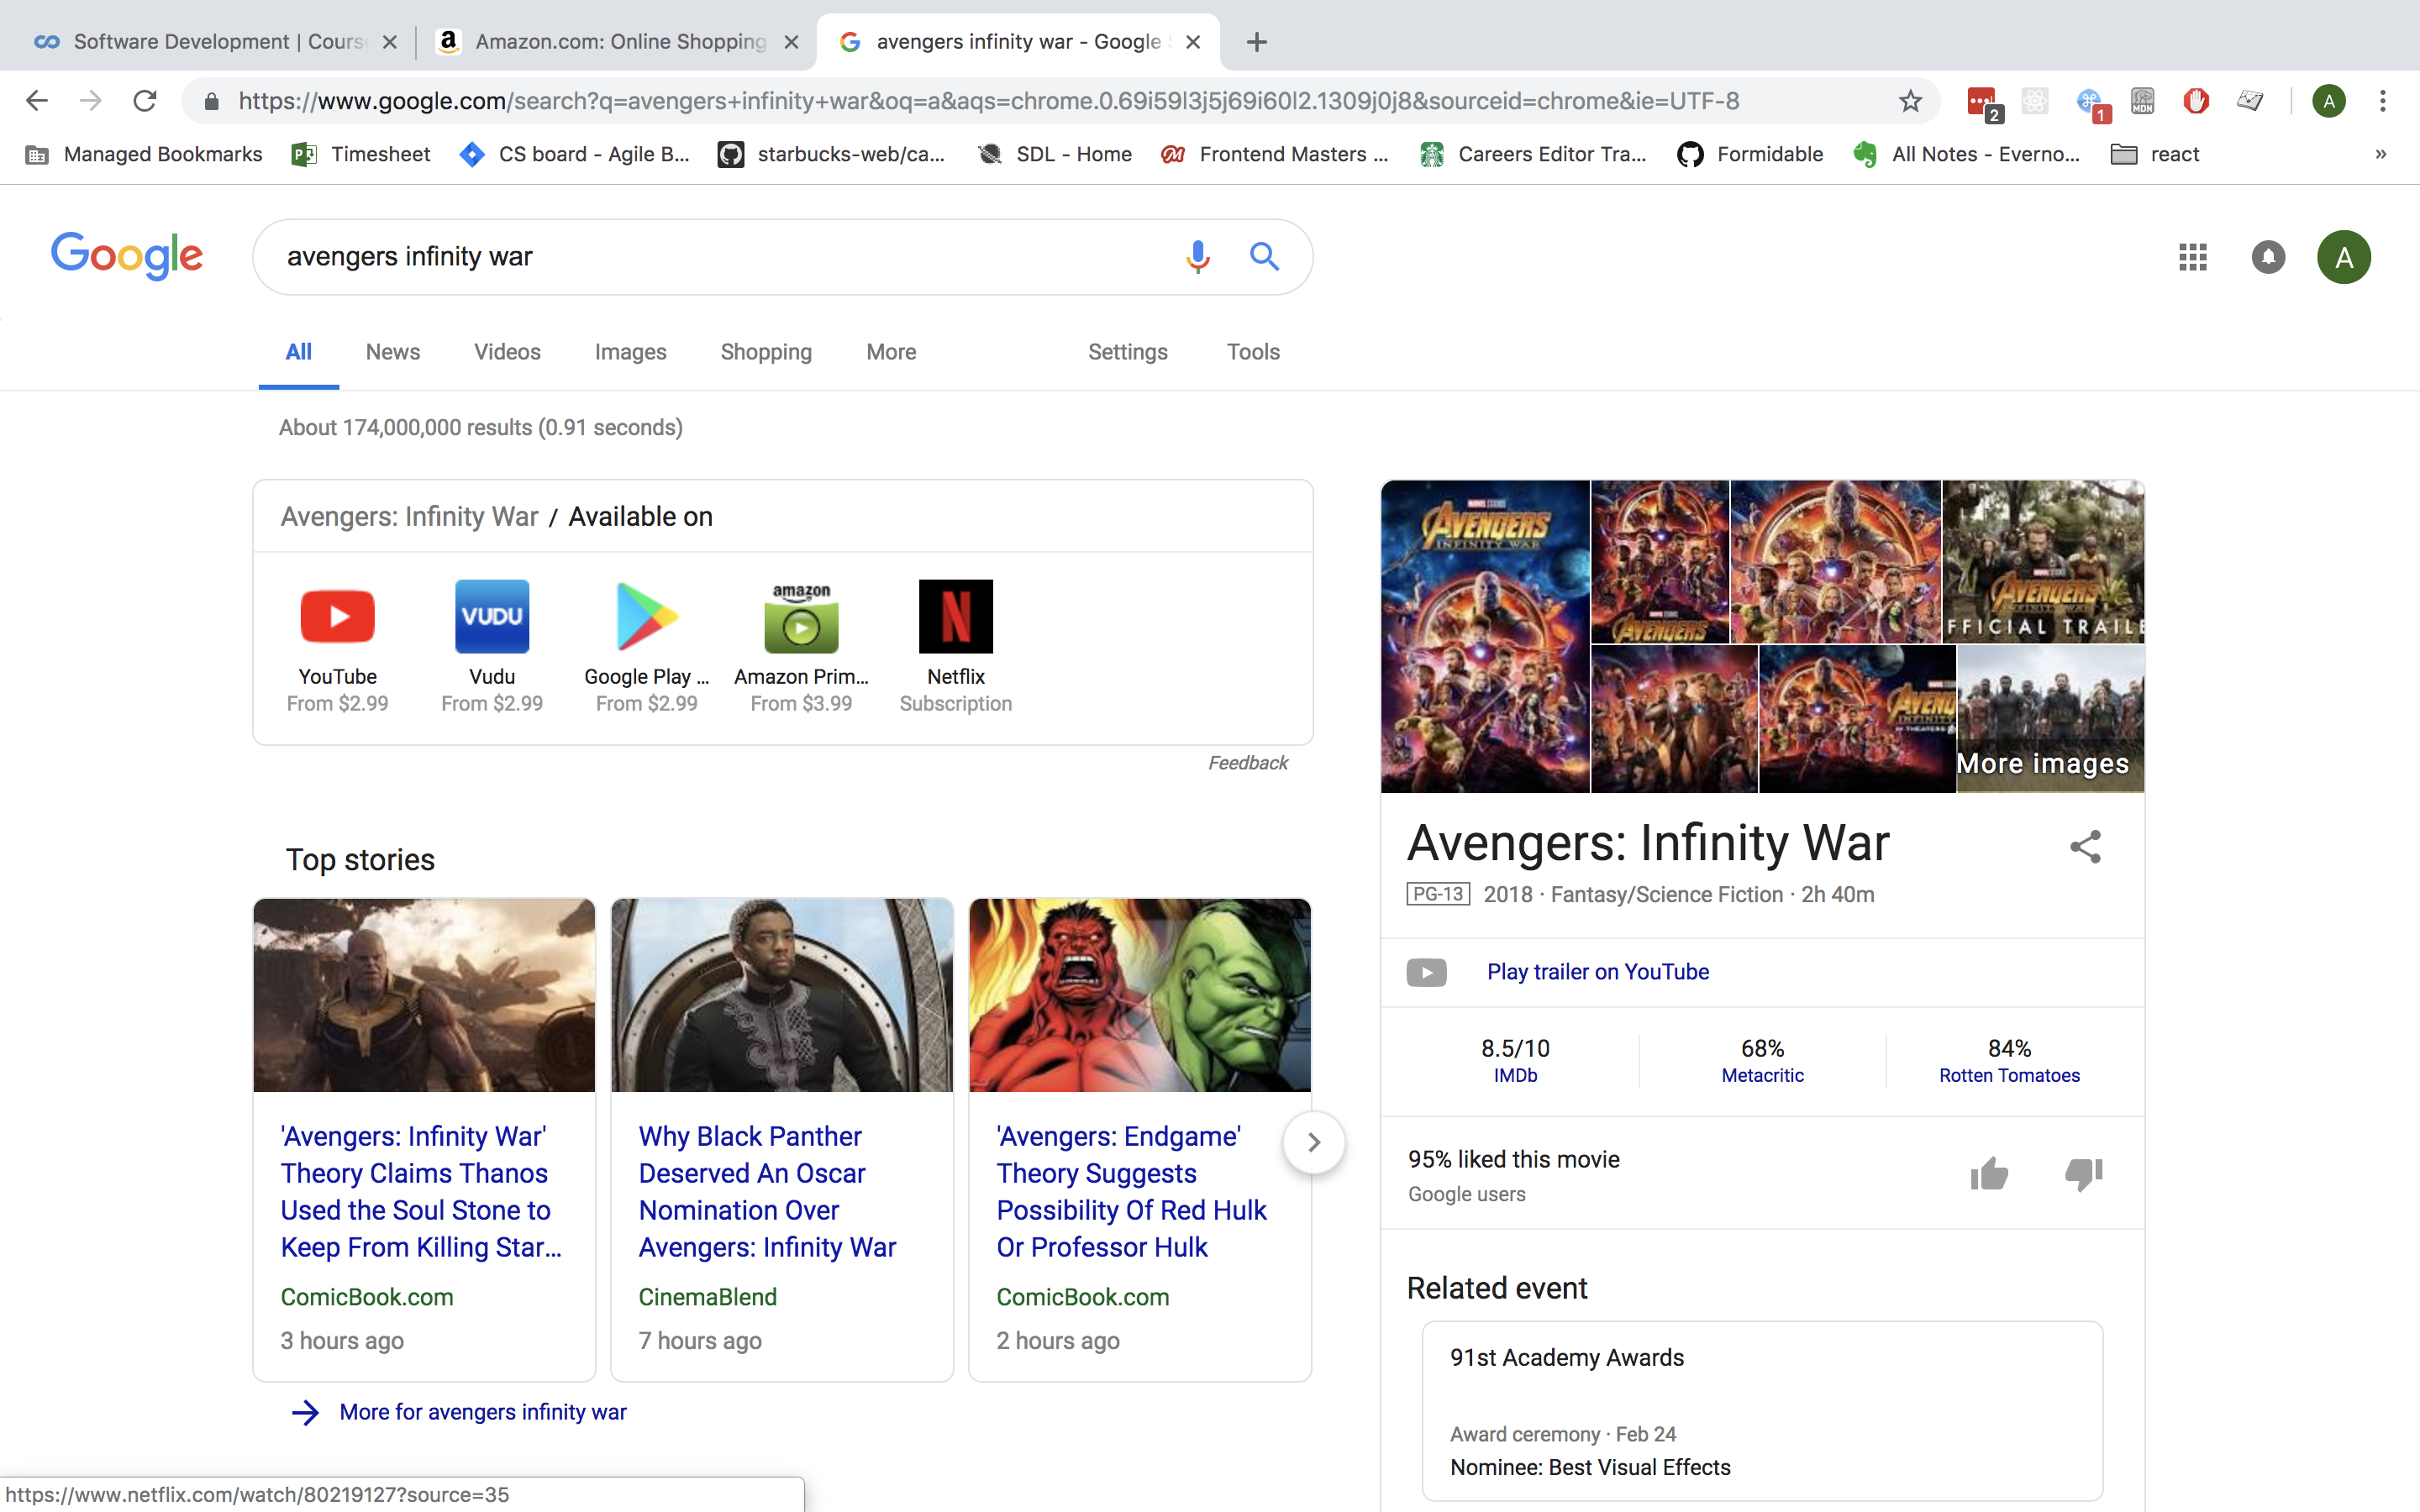 Software Development | Cours
Amazon.com: Online Shopping
avengers infinity war - Google S
https://www.google.com/search?q=avengers+infinity+war&oq=a&aqs=chrome.0.69i59l3j5j69i60l2.1309j0j8&sourceid=chrome&ie=UTF-8
2
1
MDN
A
Managed Bookmarks
Timesheet
CS board - Agile B...
starbucks-web/ca...
SDL - Home
Frontend Masters ...
Careers Editor Tra...
Formidable
All Notes - Everno...
react
»
Google
avengers infinity war
A
All
News
Videos
Images
Shopping
More
Settings
Tools
About 174,000,000 results (0.91 seconds)
Avengers: Infinity War / Available on
VUDU
amazon
N
YouTube
From $2.99
Vudu
From $2.99
Google Play ...
From $2.99
Amazon Prim...
From $3.99
Netflix
Subscription
Feedback
AVENGERS
INFINITY WAR
AVENGERS
AVENGERS
FFICIAL TRAILE
More images
Top stories
'Avengers: Infinity War'
Theory Claims Thanos
Used the Soul Stone to
Keep From Killing Star...
ComicBook.com
3 hours ago
Why Black Panther
Deserved An Oscar
Nomination Over
Avengers: Infinity War
CinemaBlend
7 hours ago
'Avengers: Endgame'
Theory Suggests
Possibility Of Red Hulk
Or Professor Hulk
ComicBook.com
2 hours ago
More for avengers infinity war
Avengers: Infinity War
PG-13 2018 · Fantasy/Science Fiction · 2h 40m
Play trailer on YouTube
8.5/10
IMDb
68%
Metacritic
84%
Rotten Tomatoes
95% liked this movie
Google users
Related event
91st Academy Awards
Award ceremony · Feb 24
Nominee: Best Visual Effects
https://www.netflix.com/watch/80219127?source=35